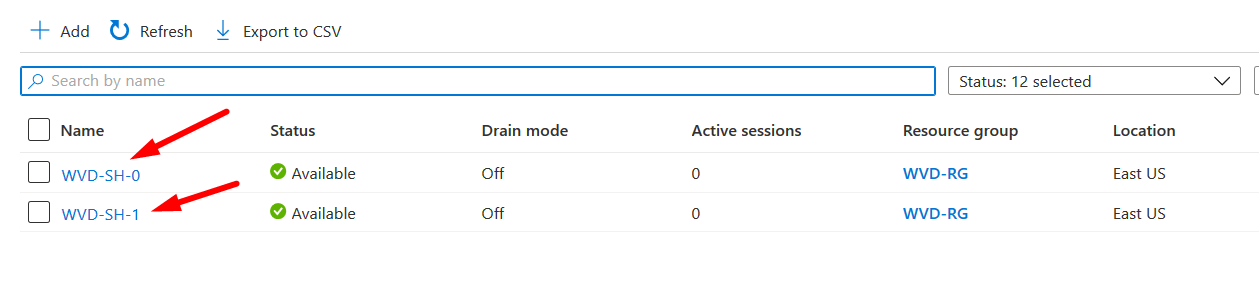 Add Refresh Export to CSV
Search by name Status: 12 selected
Name Status Drain mode Active sessions Resource group Location
WVD-SH-0 Available Off 0 WVD-RG East US
WVD-SH-1 Available Off 0 WVD-RG East US